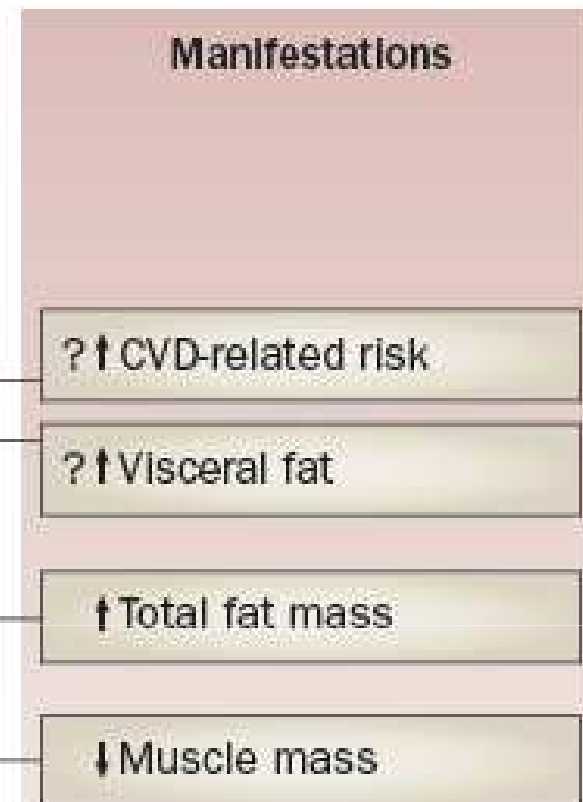 Manifestations
?↑CVD-related risk
?↑Visceral fat
↑Total fat mass
↓Muscle mass